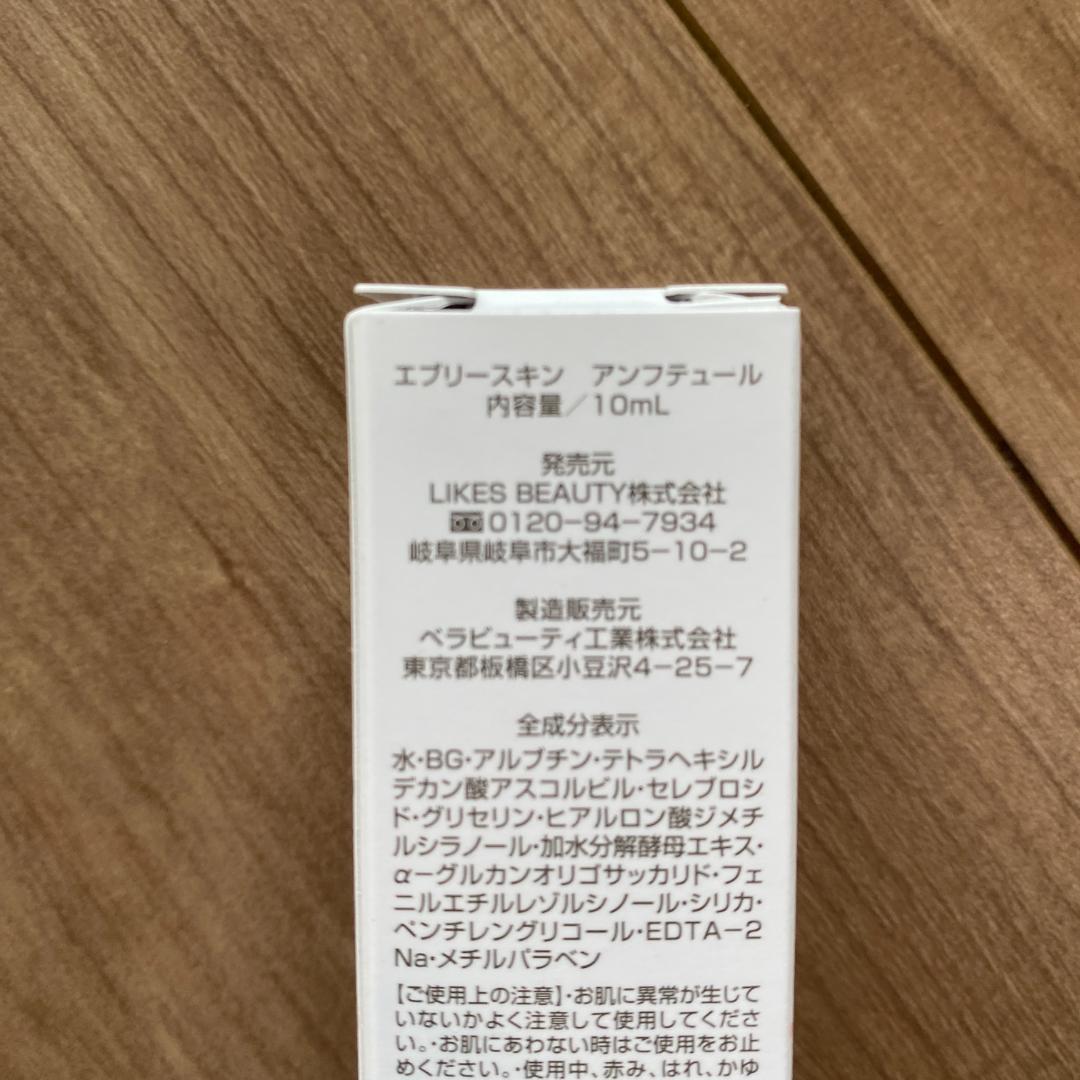 エブリースキン　アンフテュール
内容量／10mL
発売元
LIKES BEAUTY株式会社
0120−94−7934
岐阜県岐阜市大福町5−10−2
製造販売元
ベラビューティ工業株式会社
東京都板橋区小豆沢4−25−7
全成分表示
水・BG・アルブチン・テトラヘキシル
デカン酸アスコルビル・セレブロシ
ド・グリセリン・ヒアルロン酸ジメチ
ルシラノール・加水分解酵母エキス・
α−グルカンオリゴサッカリド・フェ
ニルエチルレゾルシノール・シリカ・
ペンチレングリコール・EDTA−2
Na・メチルパラベン
【ご使用上の注意】・お肌に異常が生じて
いないかよく注意して使用してくださ
い。・お肌にあわない時はご使用をお止
めください。・使用中、赤み、はれ、かゆ